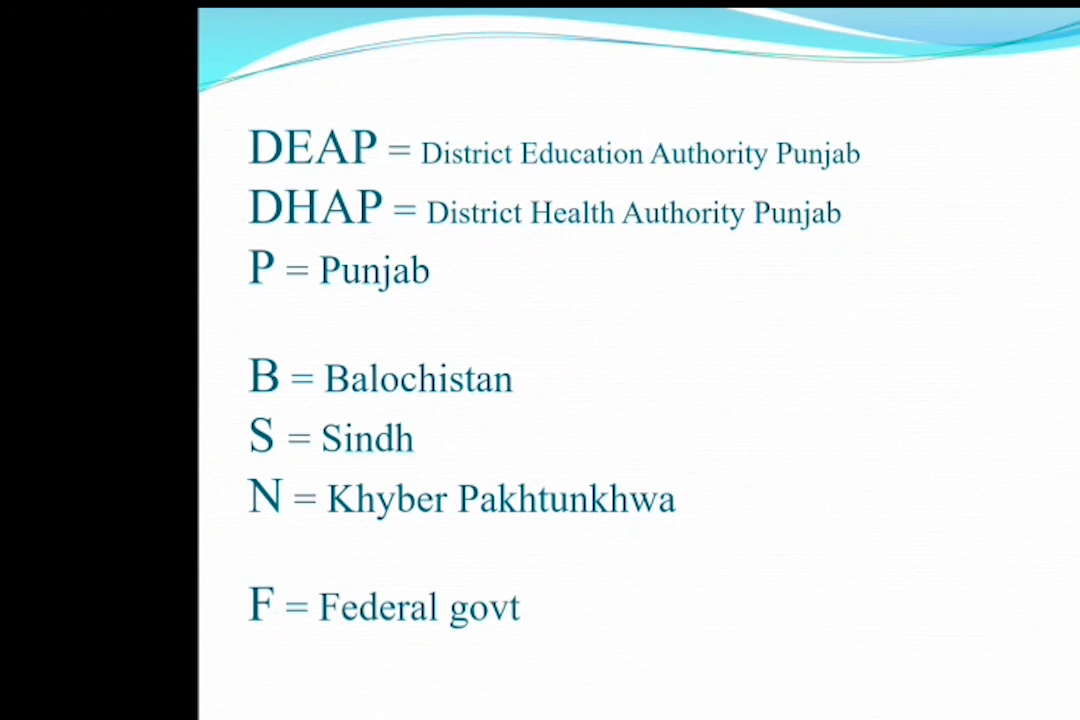 DEAP = District Education Authority Punjab
DHAP = District Health Authority Punjab
P = Punjab
B = Balochistan
S = Sindh
N = Khyber Pakhtunkhwa
F = Federal govt